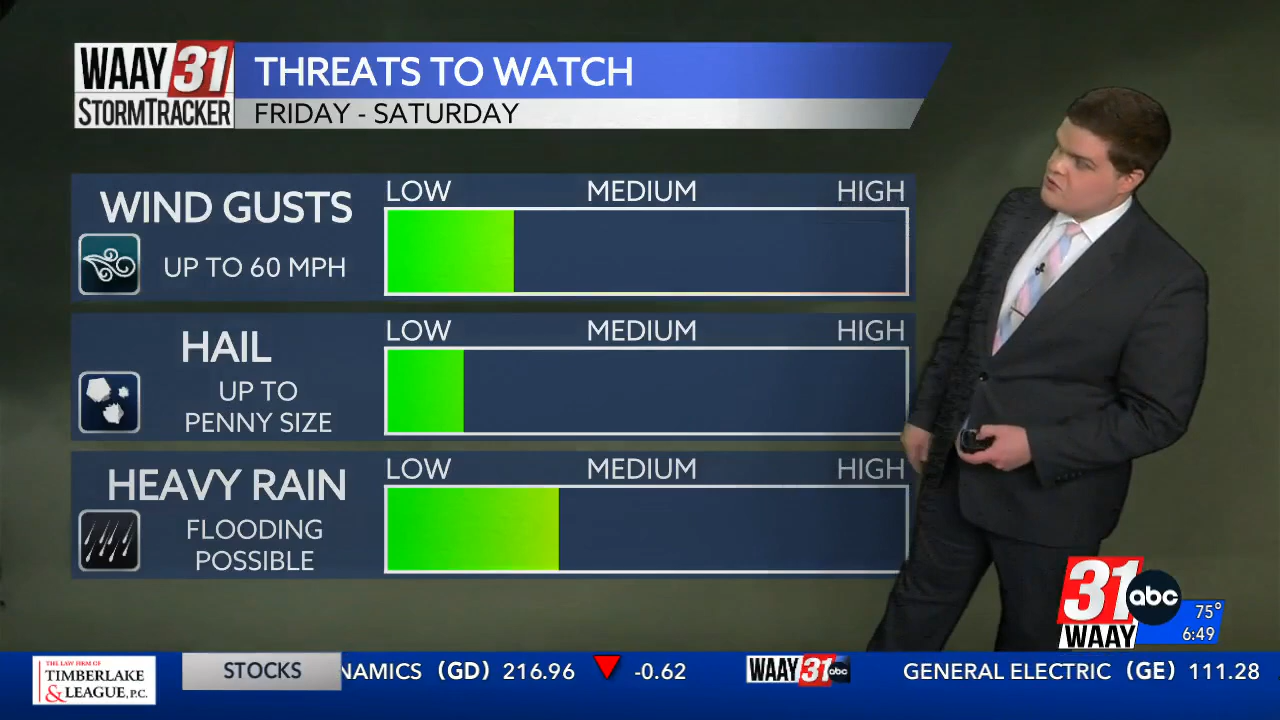 WAAY 31
STORMTRACKER
THREATS TO WATCH
FRIDAY - SATURDAY
WIND GUSTS
UP TO 60 MPH
LOW MEDIUM HIGH
HAIL
UP TO
PENNY SIZE
LOW MEDIUM HIGH
HEAVY RAIN
FLOODING
POSSIBLE
LOW MEDIUM HIGH
31 abc
WAAY
75°
6:49
THE LAW FIRM OF
TIMBERLAKE
& LEAGUE, P.C.
STOCKS
NAMICS (GD) 216.96 -0.62 WAAY 31 abc GENERAL ELECTRIC (GE) 111.28